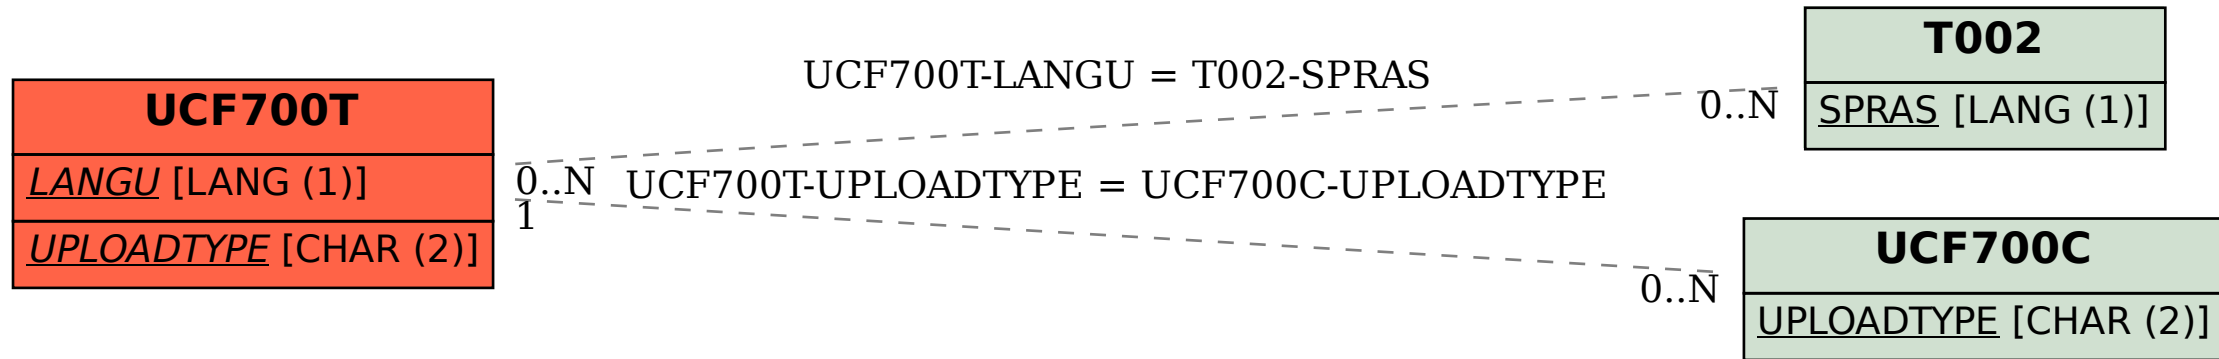 UCF700T
LANGU [LANG (1)]
UPLOADTYPE [CHAR (2)]
UCF700T-LANGU = T002-SPRAS
0..N
0..N
UCF700T-UPLOADTYPE = UCF700C-UPLOADTYPE
1
0..N
T002
SPRAS [LANG (1)]
UCF700C
UPLOADTYPE [CHAR (2)]